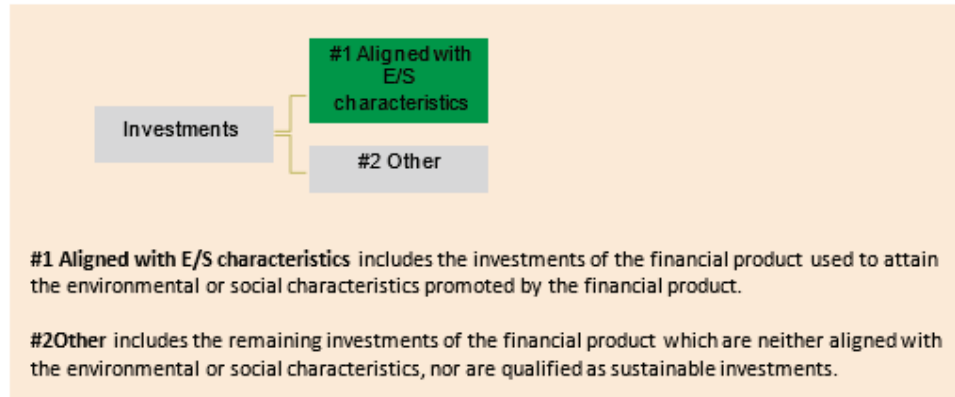 #1 Aligned with
E/S
characteristics
Investments
#2 Other
#1 Aligned with E/S characteristics includes the investments of the financial product used to attain
the environmental or social characteristics promoted by the financial product.
#2Other includes the remaining investments of the financial product which are neither aligned with
the environmental or social characteristics, nor are qualified as sustainable investments.